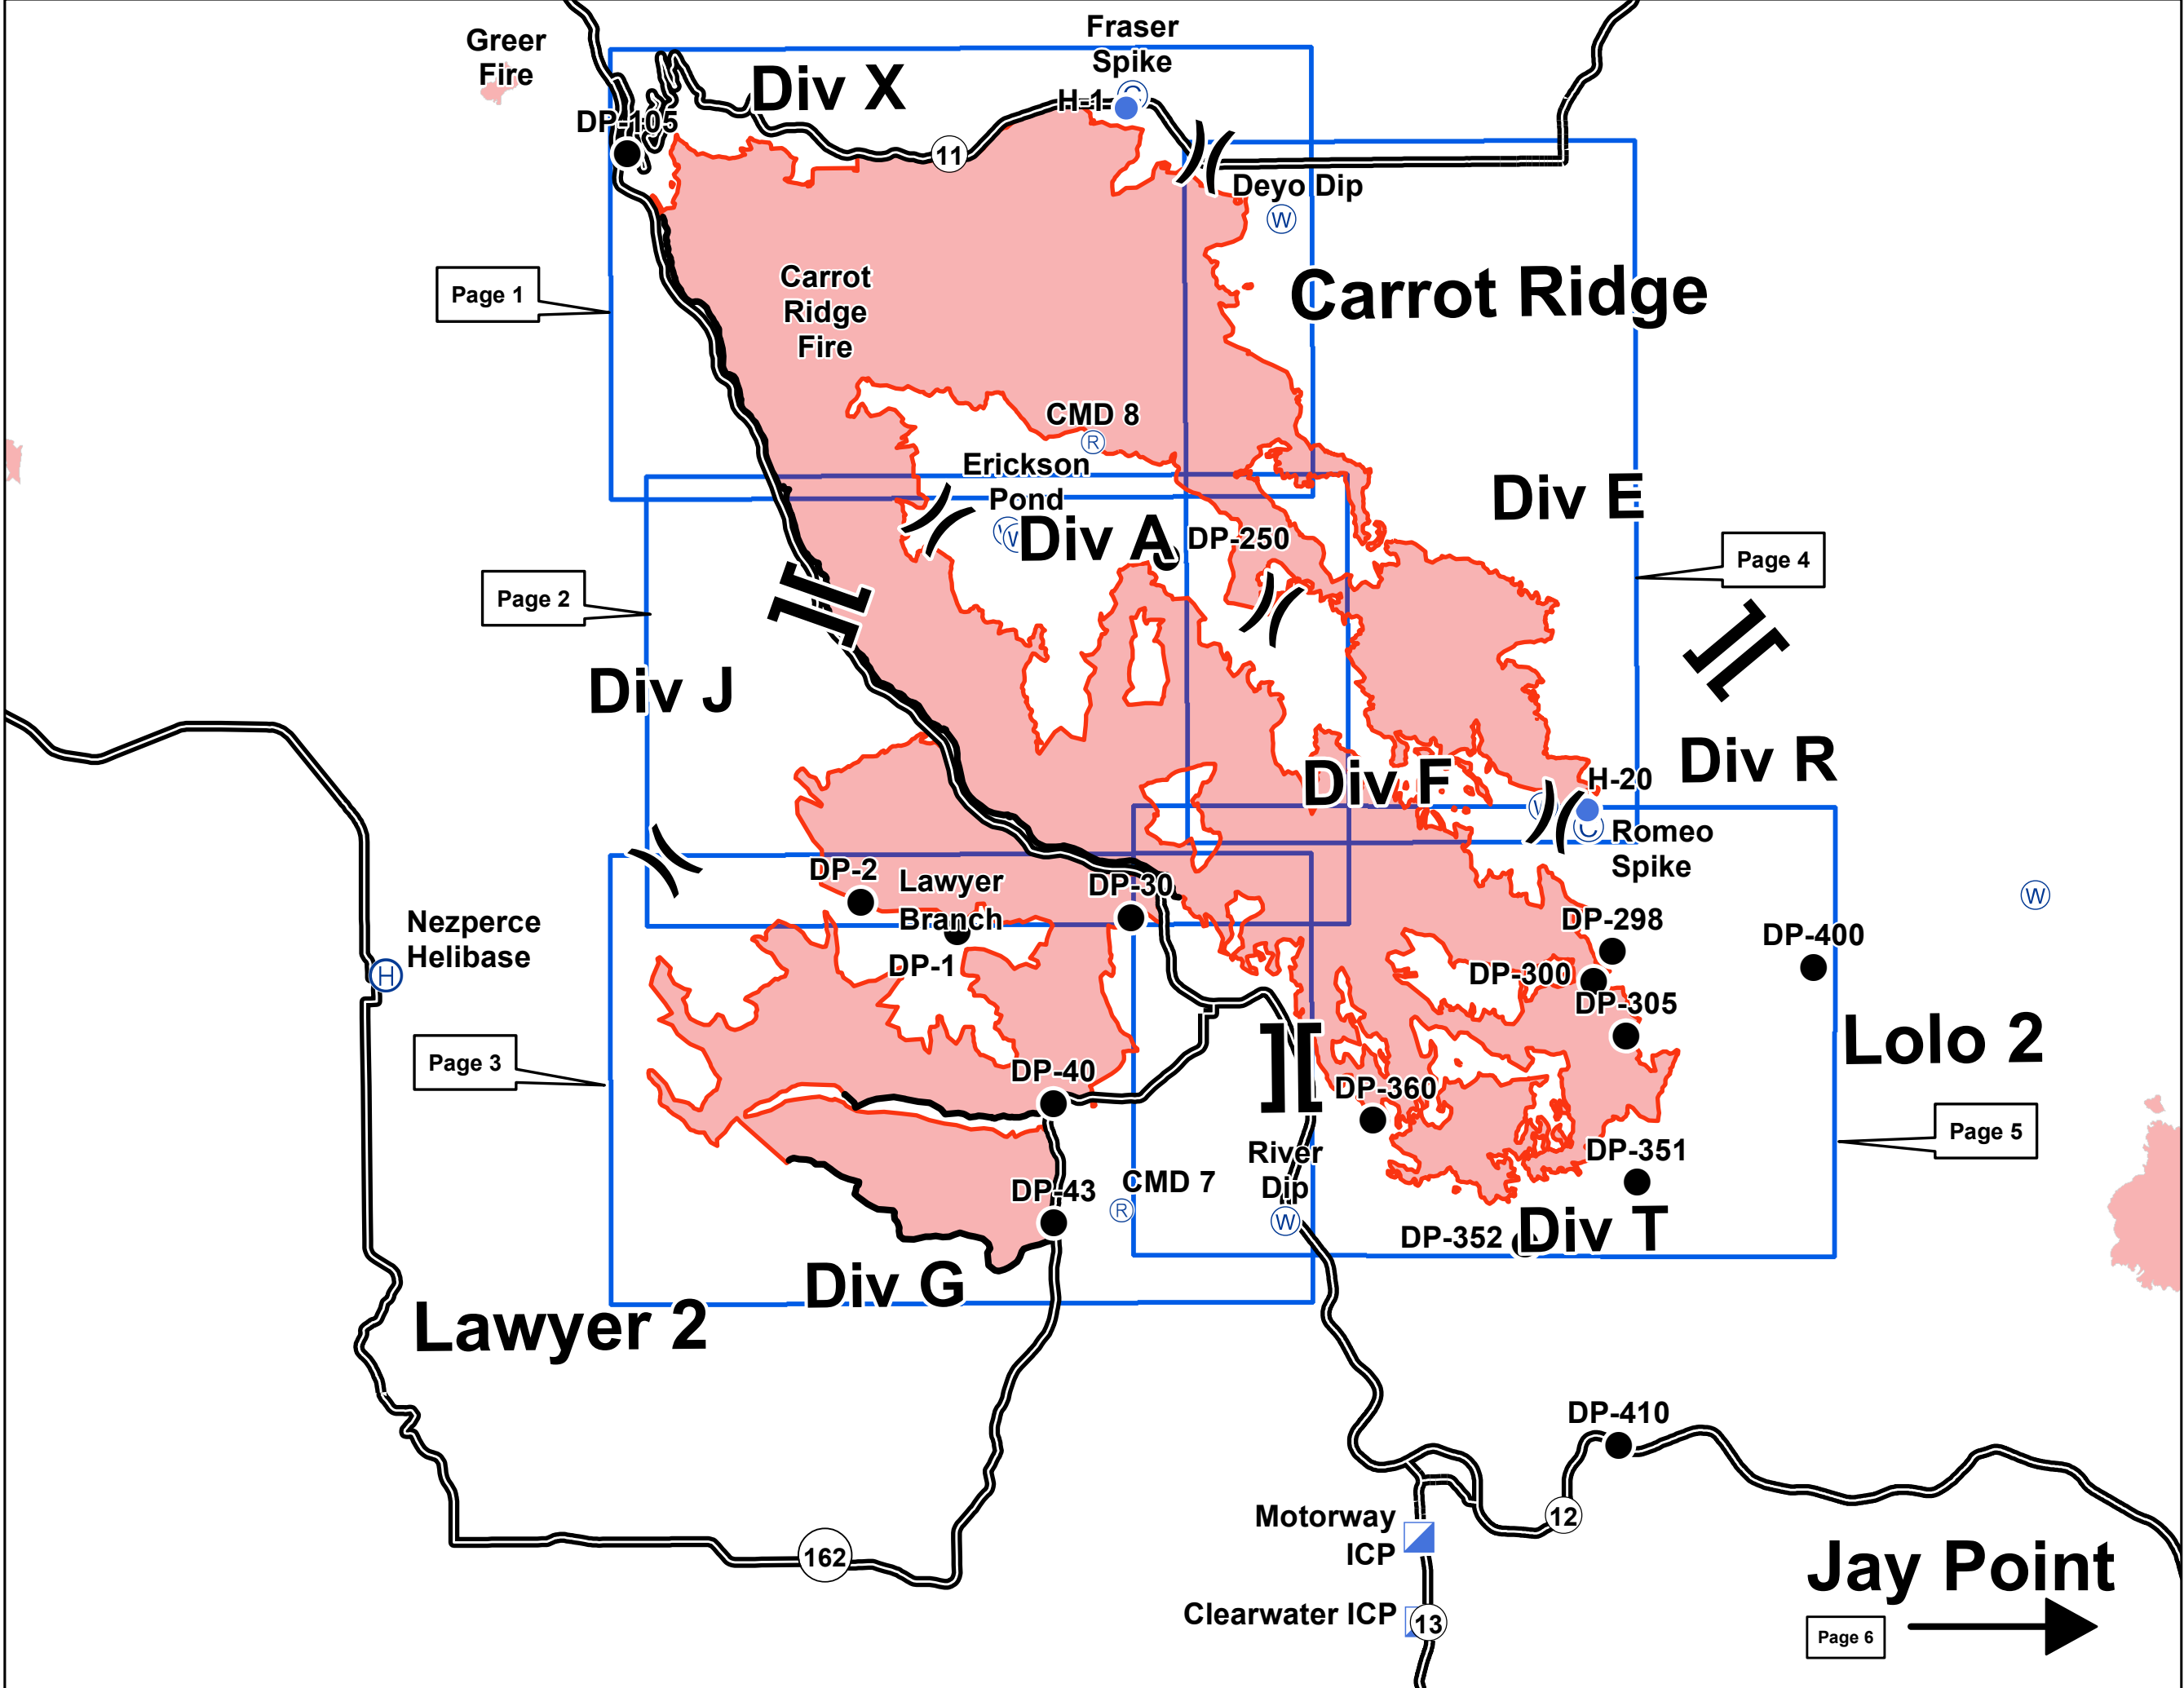 Greer
Fire
Fraser
Spike
Div X
H-1
DP-105
11
Deyo Dip
W
Page 1
Carrot
Ridge
Fire
Carrot Ridge
CMD 8
R
Erickson
Pond
W
Div A
DP-250
Div E
Page 4
Page 2
Div J
Div R
Div F
H-20
W
C
Romeo
Spike
DP-2
Lawyer
Branch
DP-30
DP-1
W
Nezperce
Helibase
H
DP-298
DP-400
DP-300
DP-305
Lolo 2
Page 3
DP-40
DP-360
Page 5
River
Dip
DP-351
DP-43
CMD 7
R
W
DP-352
Div T
Div G
Lawyer 2
DP-410
12
Motorway
ICP
162
Jay Point
Clearwater ICP
13
Page 6